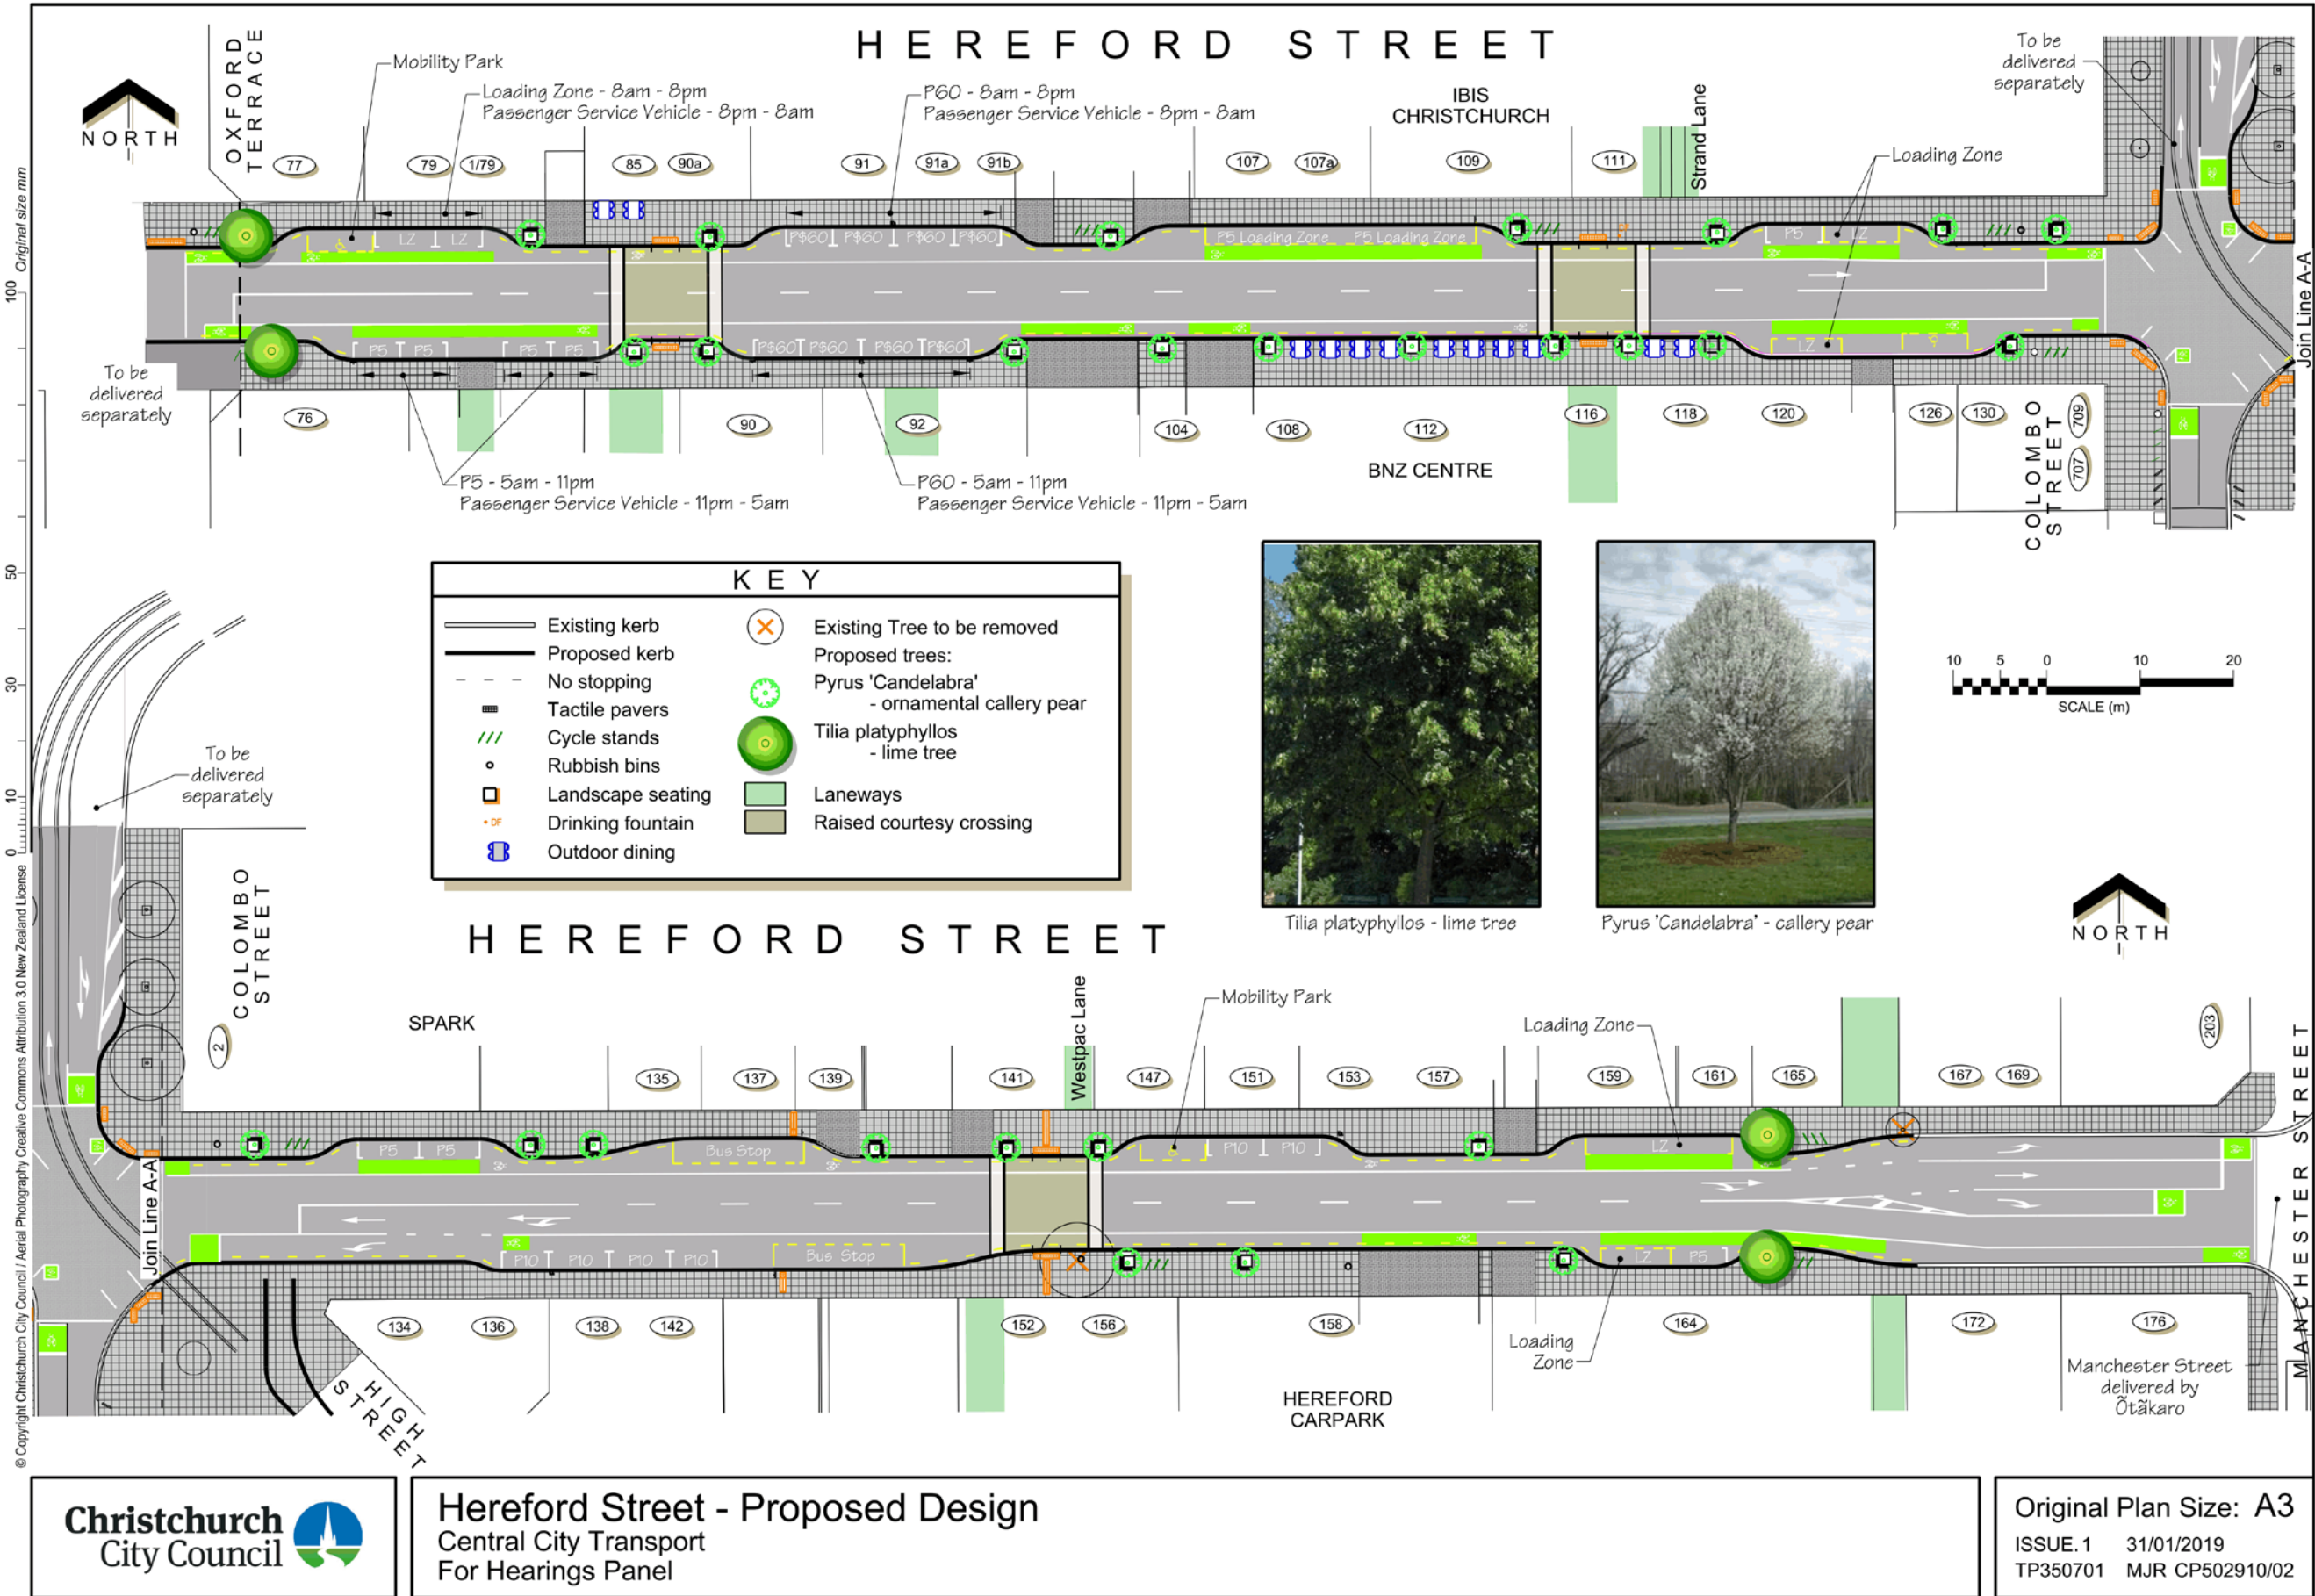 HEREFORD STREET
NORTH
OXFORD
TERRACE
Mobility Park
Loading Zone - 8am - 8pm
Passenger Service Vehicle - 8pm - 8am
P60 - 8am - 8pm
Passenger Service Vehicle - 8pm - 8am
IBIS
CHRISTCHURCH
Strand Lane
Loading Zone
To be
delivered
separately
77
79
1/79
85
90a
91
91a
91b
107
107a
109
111
LZ
LZ
P$60
P$60
P$60
P$60
P5 Loading Zone
P5 Loading Zone
P5
LZ
Join Line A-A
P5
P5
P5
P5
P$60
P$60
P$60
P$60
LZ
To be
delivered
separately
76
90
92
104
108
112
116
118
120
126
130
COLOMBO
STREET
709
707
BNZ CENTRE
P5 - 5am - 11pm
Passenger Service Vehicle - 11pm - 5am
P60 - 5am - 11pm
Passenger Service Vehicle - 11pm - 5am
Original size mm
100
50
30
10
0
KEY
Existing kerb
Proposed kerb
No stopping
Tactile pavers
Cycle stands
Rubbish bins
Landscape seating
DF
Drinking fountain
Outdoor dining
Existing Tree to be removed
Proposed trees:
Pyrus 'Candelabra'
- ornamental callery pear
Tilia platyphyllos
- lime tree
Laneways
Raised courtesy crossing
Tilia platyphyllos - lime tree
Pyrus 'Candelabra' - callery pear
10 5 0 10 20
SCALE (m)
NORTH
To be
delivered
separately
HEREFORD STREET
COLOMBO
STREET
2
SPARK
Westpac Lane
Mobility Park
Loading Zone
135
137
139
141
147
151
153
157
159
161
165
167
169
203
P5
P5
Bus Stop
P10
P10
LZ
Join Line A-A
P10
P10
P10
P10
Bus Stop
LZ
P5
134
136
138
142
152
156
158
164
172
176
HIGH
STREET
HEREFORD
CARPARK
Loading
Zone
Manchester Street
delivered by
Ōtākaro
MANCHESTER STREET
© Copyright Christchurch City Council / Aerial Photography Creative Commons Attribution 3.0 New Zealand License
Christchurch
City Council
Hereford Street - Proposed Design
Central City Transport
For Hearings Panel
Original Plan Size: A3
ISSUE.1 31/01/2019
TP350701 MJR CP502910/02